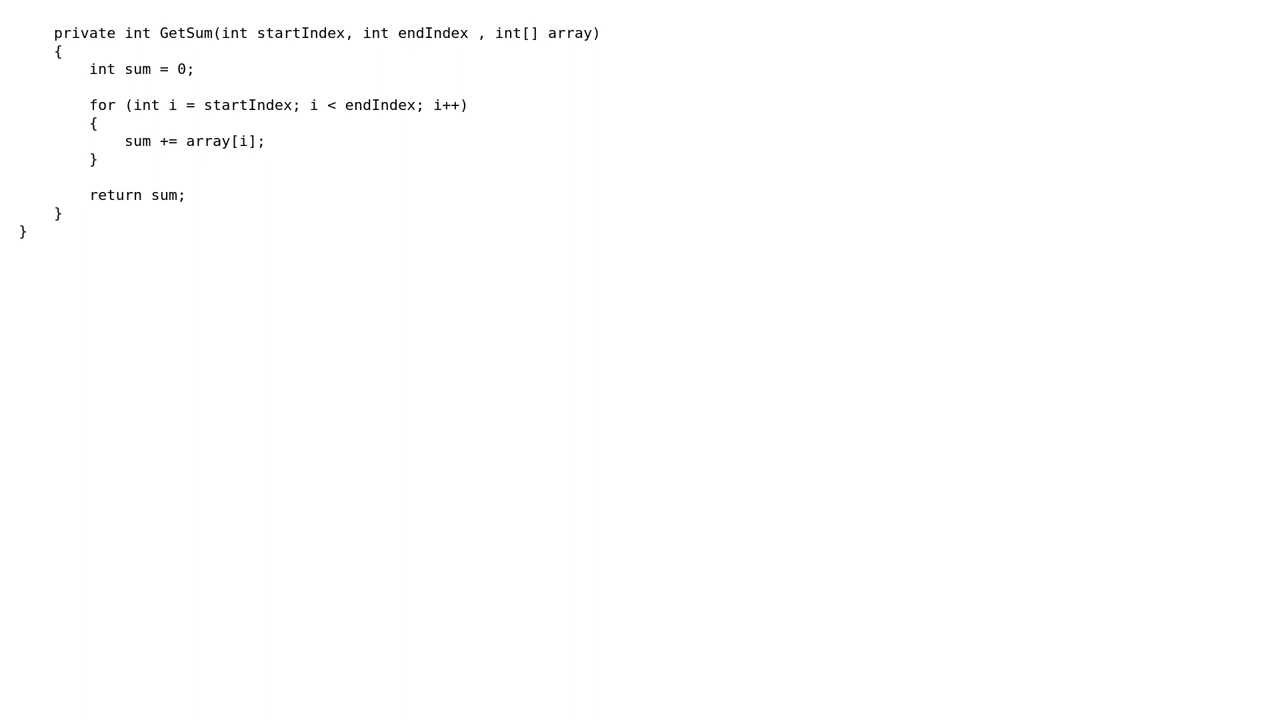 private int GetSum(int startIndex, int endIndex , int[] array)
    {
        int sum = 0;

        for (int i = startIndex; i < endIndex; i++)
        {
            sum += array[i];
        }

        return sum;
    }
}